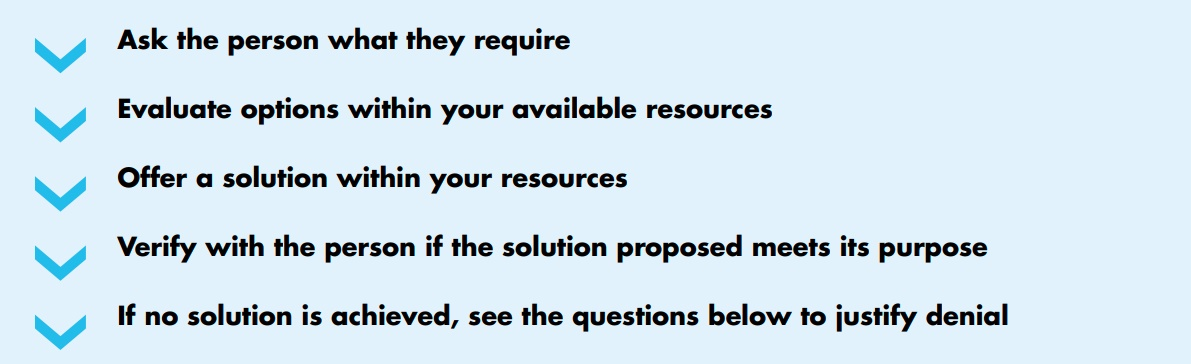 Ask the person what they require
Evaluate options within your available resources
Offer a solution within your resources
Verify with the person if the solution proposed meets its purpose
If no solution is achieved, see the questions below to justify denial